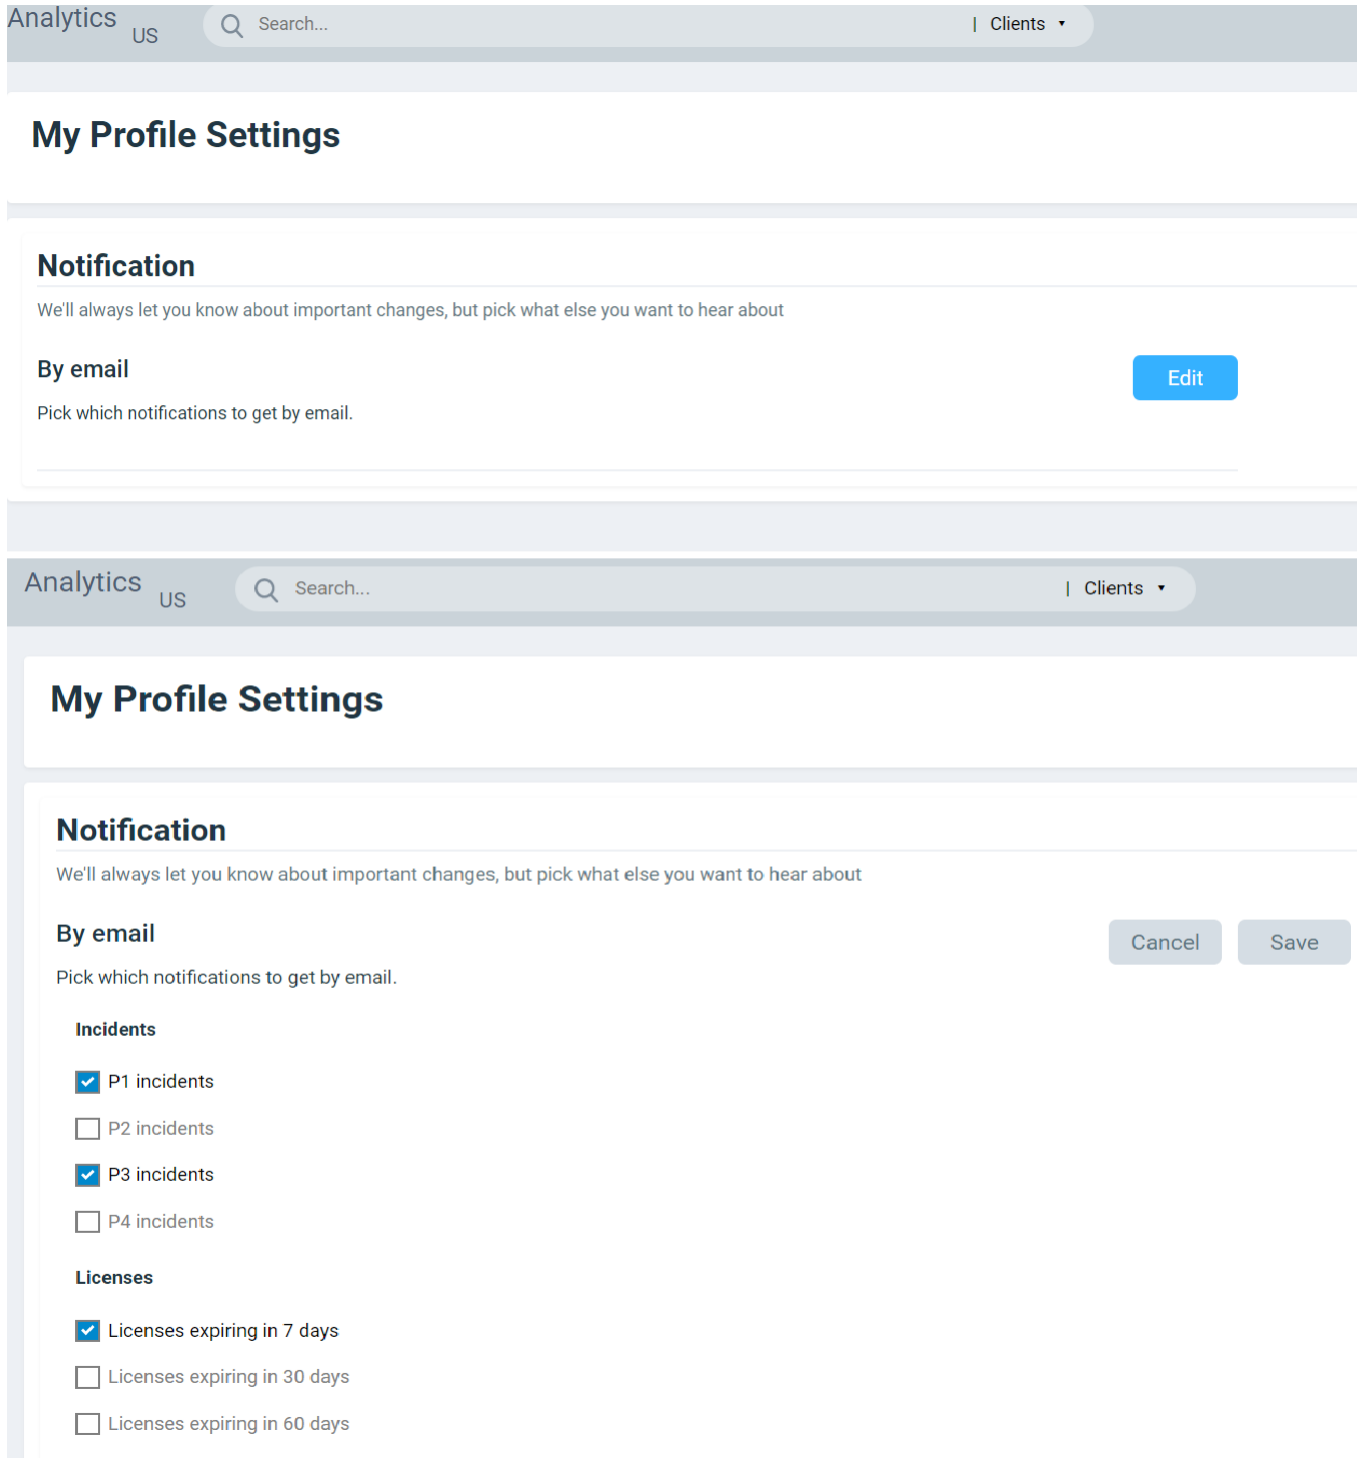 Analytics US Search... | Clients
My Profile Settings
Notification
We'll always let you know about important changes, but pick what else you want to hear about
By email Edit
Pick which notifications to get by email.
Analytics US Search... | Clients
My Profile Settings
Notification
We'll always let you know about important changes, but pick what else you want to hear about
By email Cancel Save
Pick which notifications to get by email.
Incidents
P1 incidents
P2 incidents
P3 incidents
P4 incidents
Licenses
Licenses expiring in 7 days
Licenses expiring in 30 days
Licenses expiring in 60 days